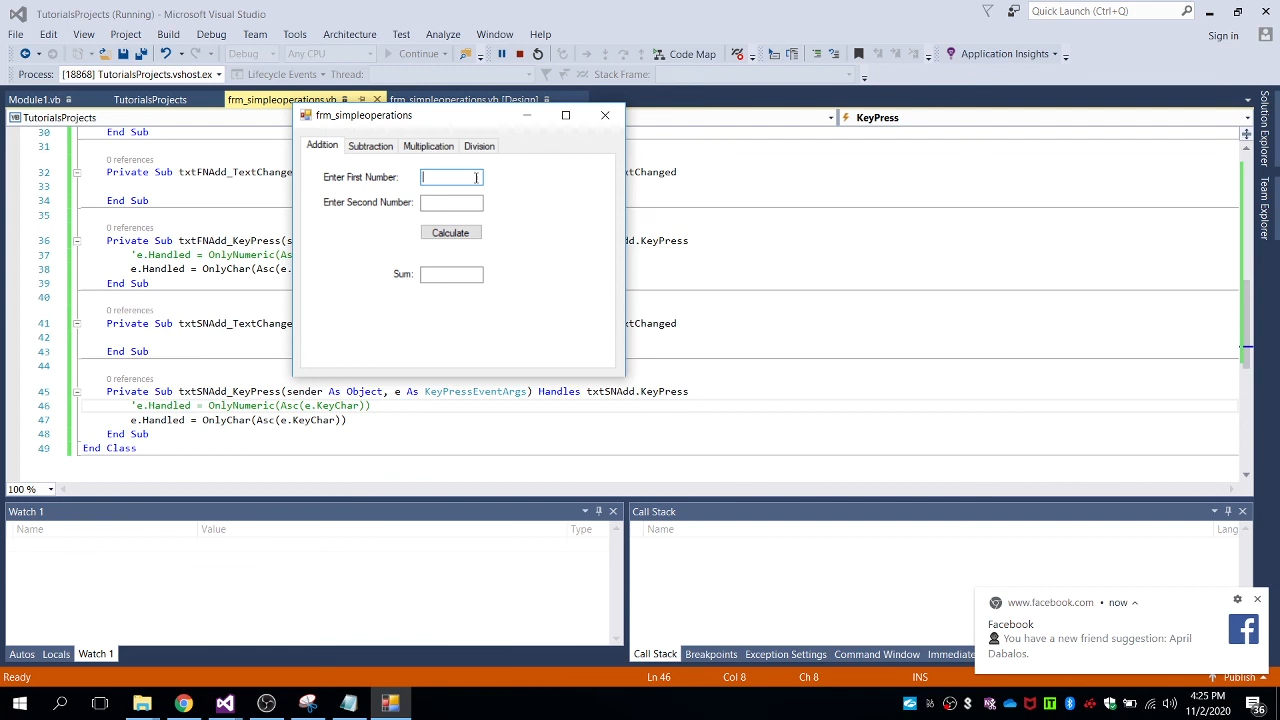 TutorialsProjects (Running) - Microsoft Visual Studio
Quick Launch (Ctrl+Q)
File Edit View Project Build Debug Team Tools Architecture Test Analyze Window Help
Sign in
Debug Any CPU Continue Code Map Application Insights
Process: [18868] TutorialsProjects.vshost.ex Lifecycle Events Thread: Stack Frame:
Module1.vb TutorialsProjects frm_simpleoperations.vb frm_simpleoperations.vb [Design]
TutorialsProjects KeyPress
frm_simpleoperations
Addition Subtraction Multiplication Division
Enter First Number:
Enter Second Number:
Calculate
Sum:
30 End Sub
31
0 references
32 Private Sub txtFNAdd_TextChange xtChanged
33
34 End Sub
35
0 references
36 Private Sub txtFNAdd_KeyPress(s d.KeyPress
37 'e.Handled = OnlyNumeric(As
38 e.Handled = OnlyChar(Asc(e.
39 End Sub
40
0 references
41 Private Sub txtSNAdd_TextChange xtChanged
42
43 End Sub
44
0 references
45 Private Sub txtSNAdd_KeyPress(sender As Object, e As KeyPressEventArgs) Handles txtSNAdd.KeyPress
46 'e.Handled = OnlyNumeric(Asc(e.KeyChar))
47 e.Handled = OnlyChar(Asc(e.KeyChar))
48 End Sub
49 End Class
100 %
Solution Explorer
Team Explorer
Watch 1
Name Value Type
Call Stack
Name Lang
www.facebook.com • now
Facebook
You have a new friend suggestion: April
Dabalos.
Autos Locals Watch 1
Call Stack Breakpoints Exception Settings Command Window Immediate
Ready Ln 46 Col 8 Ch 8 INS Publish
4:25 PM
11/2/2020
36